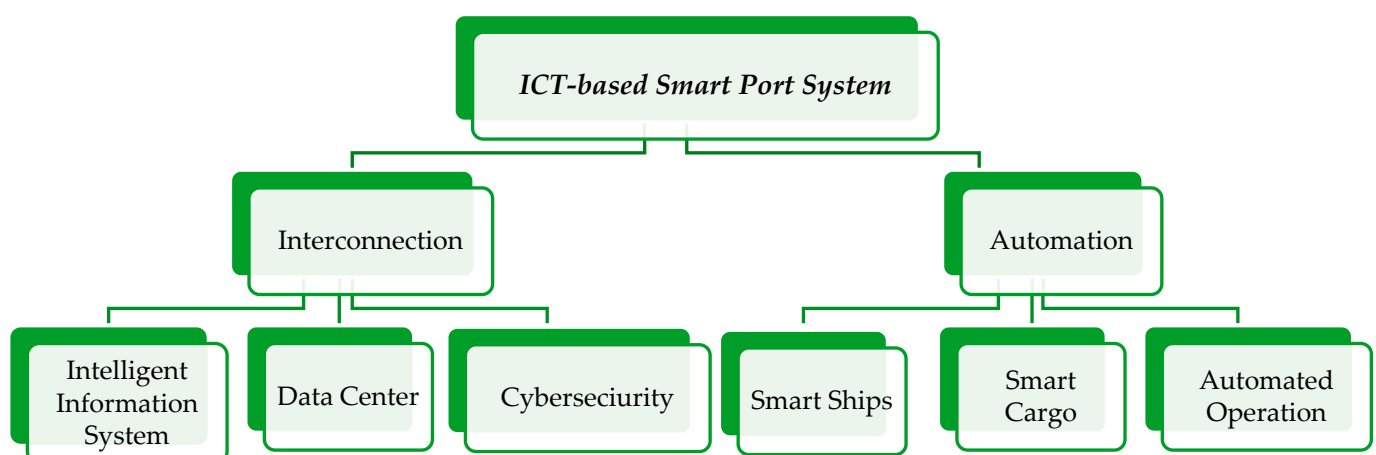 ICT-based Smart Port System
Interconnection
Automation
Intelligent
Information
System
Data Center
Cyberseciurity
Smart Ships
Smart
Cargo
Automated
Operation